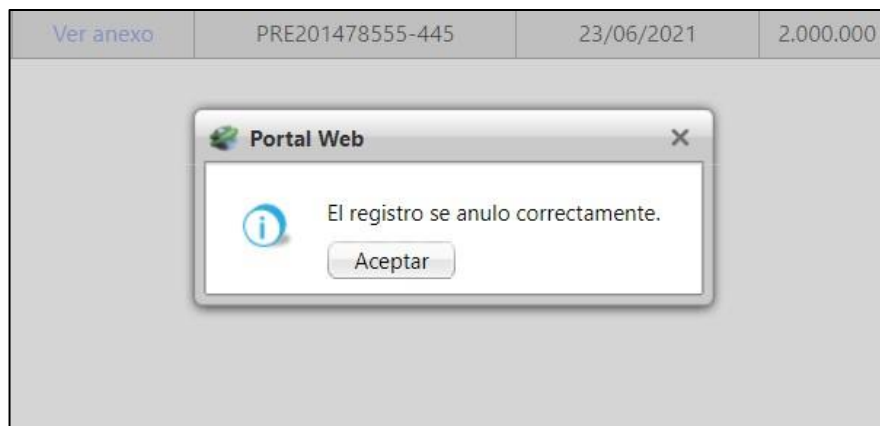 Ver anexo PRE201478555-445 23/06/2021 2.000.000
Portal Web
El registro se anulo correctamente.
Aceptar